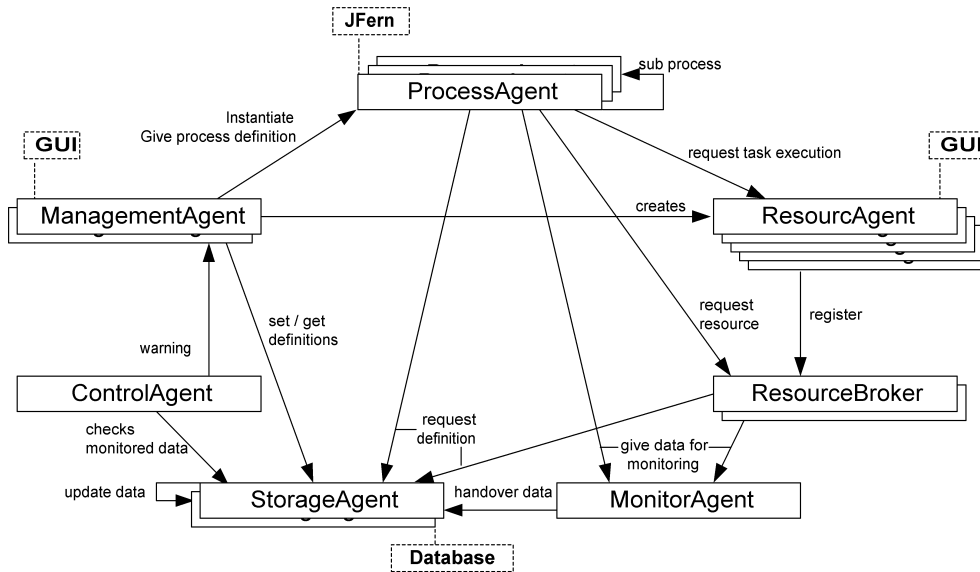 JFern
sub process
ProcessAgent
Instantiate
Give process definition
GUI
GUI
request task execution
ManagementAgent
creates
ResourcAgent
set / get
definitions
request
resource
register
warning
ControlAgent
ResourceBroker
checks
monitored data
request
definition
give data for
monitoring
update data
StorageAgent
handover data
MonitorAgent
Database